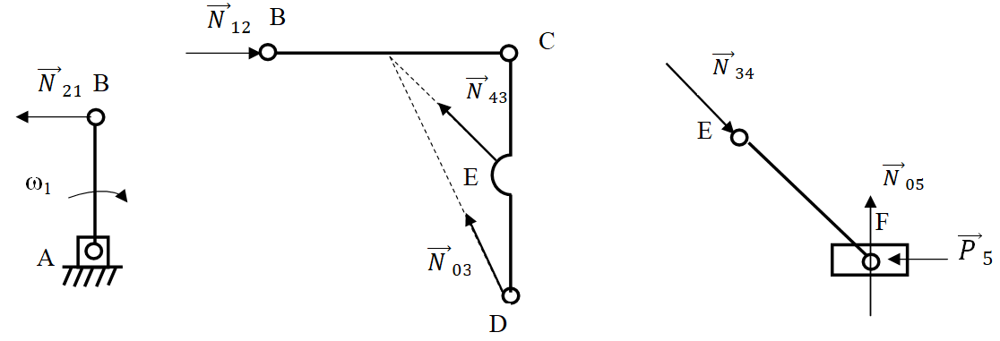 N⃗ 21 B
ω1
A
N⃗ 12 B
C
N⃗ 43
E
N⃗ 03
D
N⃗ 34
E
N⃗ 05
F
P⃗ 5